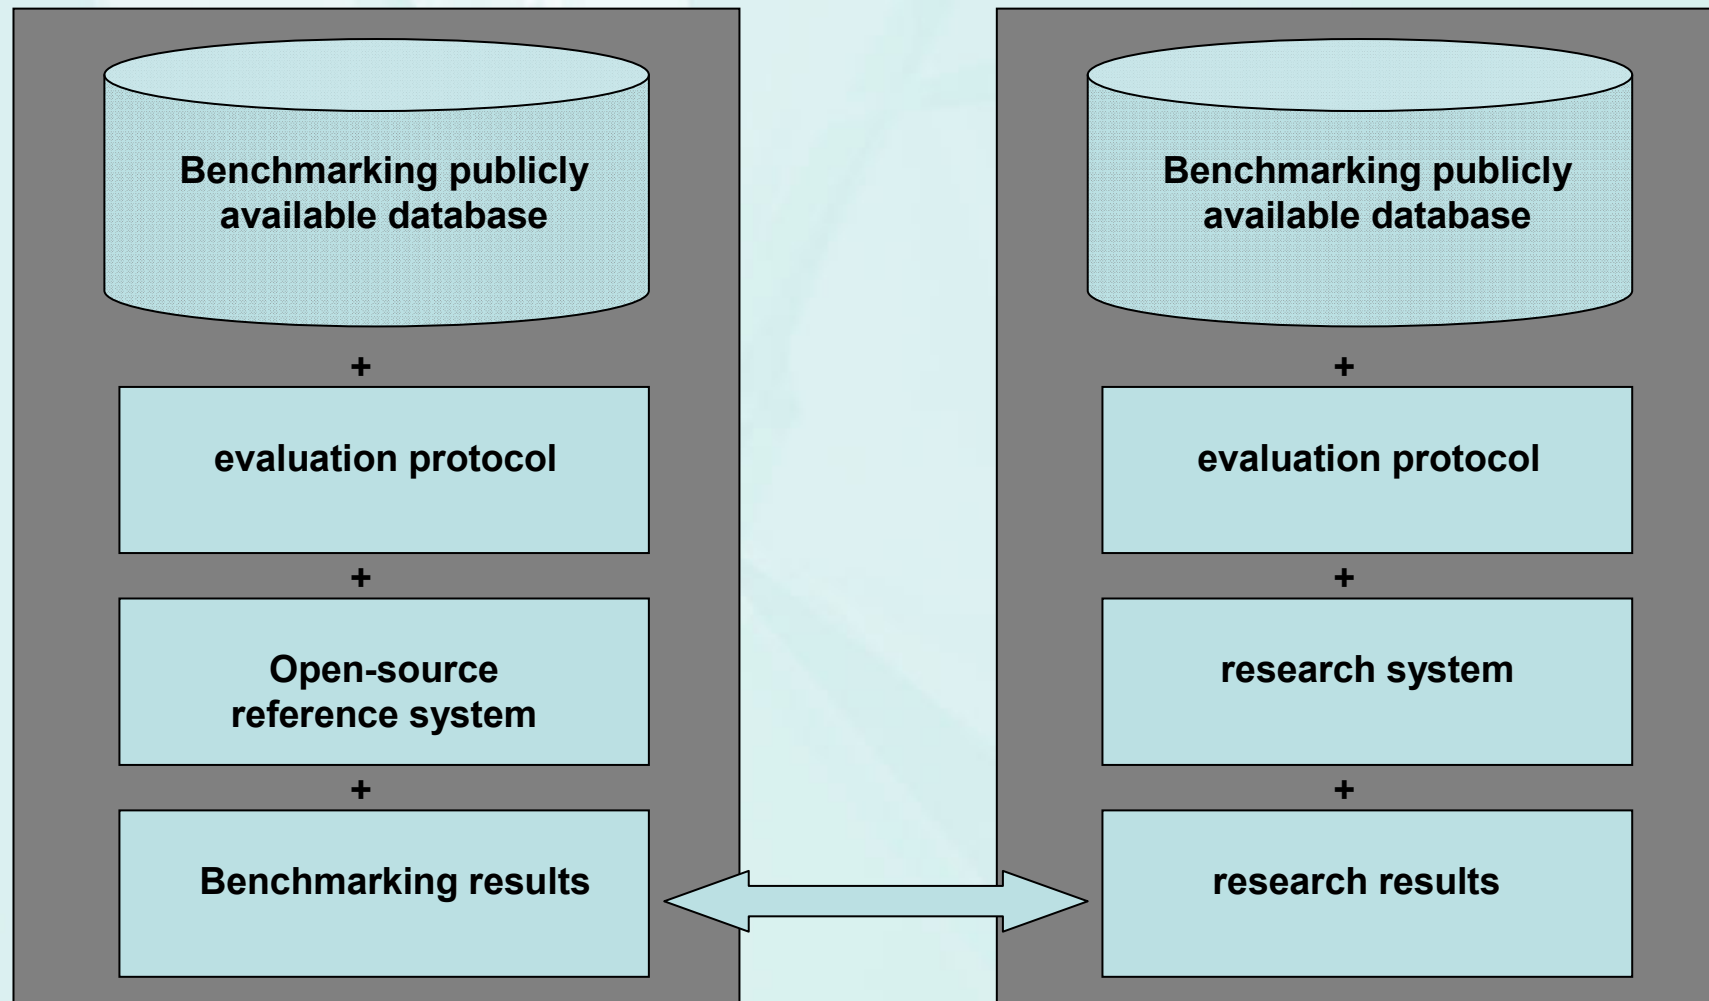 Benchmarking publicly
available database
+
evaluation protocol
+
Open-source
reference system
+
Benchmarking results
Benchmarking publicly
available database
+
evaluation protocol
+
research system
+
research results